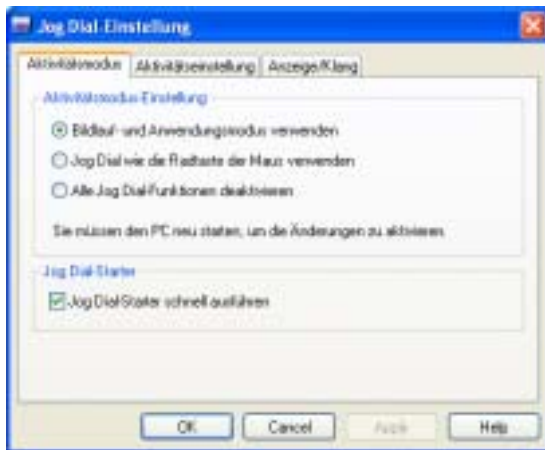 Jog Dial-Einstellung
Aktivitätsmodus Aktivitätseinstellung Anzeige/Klang
Aktivitätsmodus-Einstellung
Bildlauf- und Anwendungsmodus verwenden
Jog Dial wie die Radtaste der Maus verwenden
Alle Jog Dial-Funktionen deaktivieren
Sie müssen den PC neu starten, um die Änderungen zu aktivieren
Jog Dial-Starter
Jog Dial-Starter schnell ausführen
OK Cancel Apply Help